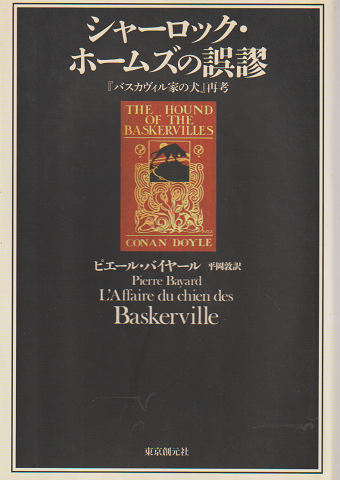 シャーロック・
ホームズの誤謬
『バスカヴィル家の犬』再考
THE HOUND
OF THE
BASKERVILLES
CONAN DOYLE
ピエール・バイヤール 平岡敦訳
Pierre Bayard
L'Affaire du chien des
Baskerville
東京創元社